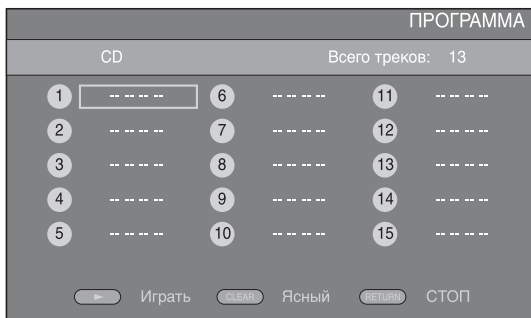 ПРОГРАММА
CD Всего треков: 13
1 -- -- -- -- 6 -- -- -- -- 11 -- -- -- --
2 -- -- -- -- 7 -- -- -- -- 12 -- -- -- --
3 -- -- -- -- 8 -- -- -- -- 13 -- -- -- --
4 -- -- -- -- 9 -- -- -- -- 14 -- -- -- --
5 -- -- -- -- 10 -- -- -- -- 15 -- -- -- --
Играть CLEAR Ясный RETURN СТОП